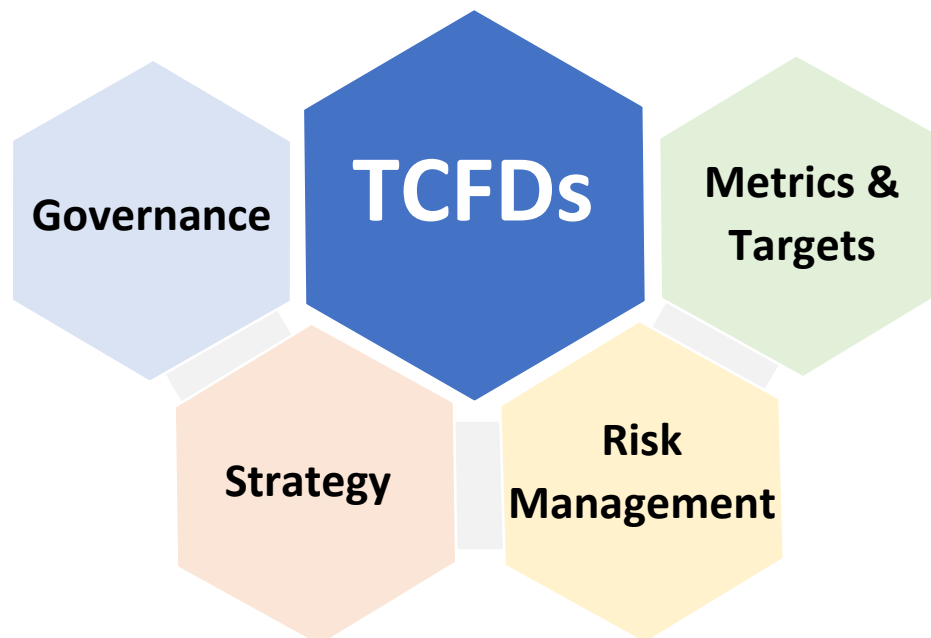 TCFDs
Governance
Metrics &
Targets
Strategy
Risk
Management